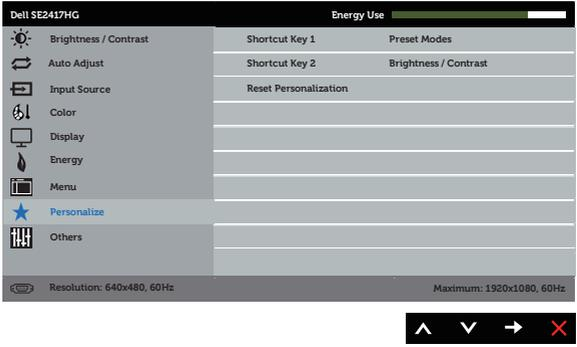 Dell SE2417HG Energy Use
Brightness / Contrast Shortcut Key 1 Preset Modes
Auto Adjust Shortcut Key 2 Brightness / Contrast
Input Source Reset Personalization
Color
Display
Energy
Menu
Personalize
Others
Resolution: 640x480, 60Hz Maximum: 1920x1080, 60Hz